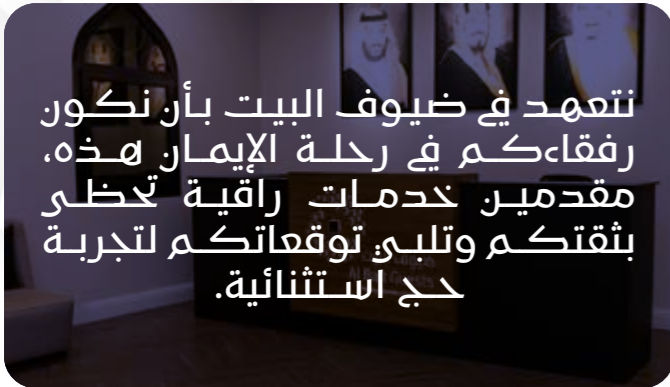 نتعهد في ضيوف البيت بأن نكون
رفقاءكم في رحلة الإيمان هذه،
مقدمين خدمات راقية تحظى
بثقتكم وتلبي توقعاتكم لتجربة
حج استثنائية.